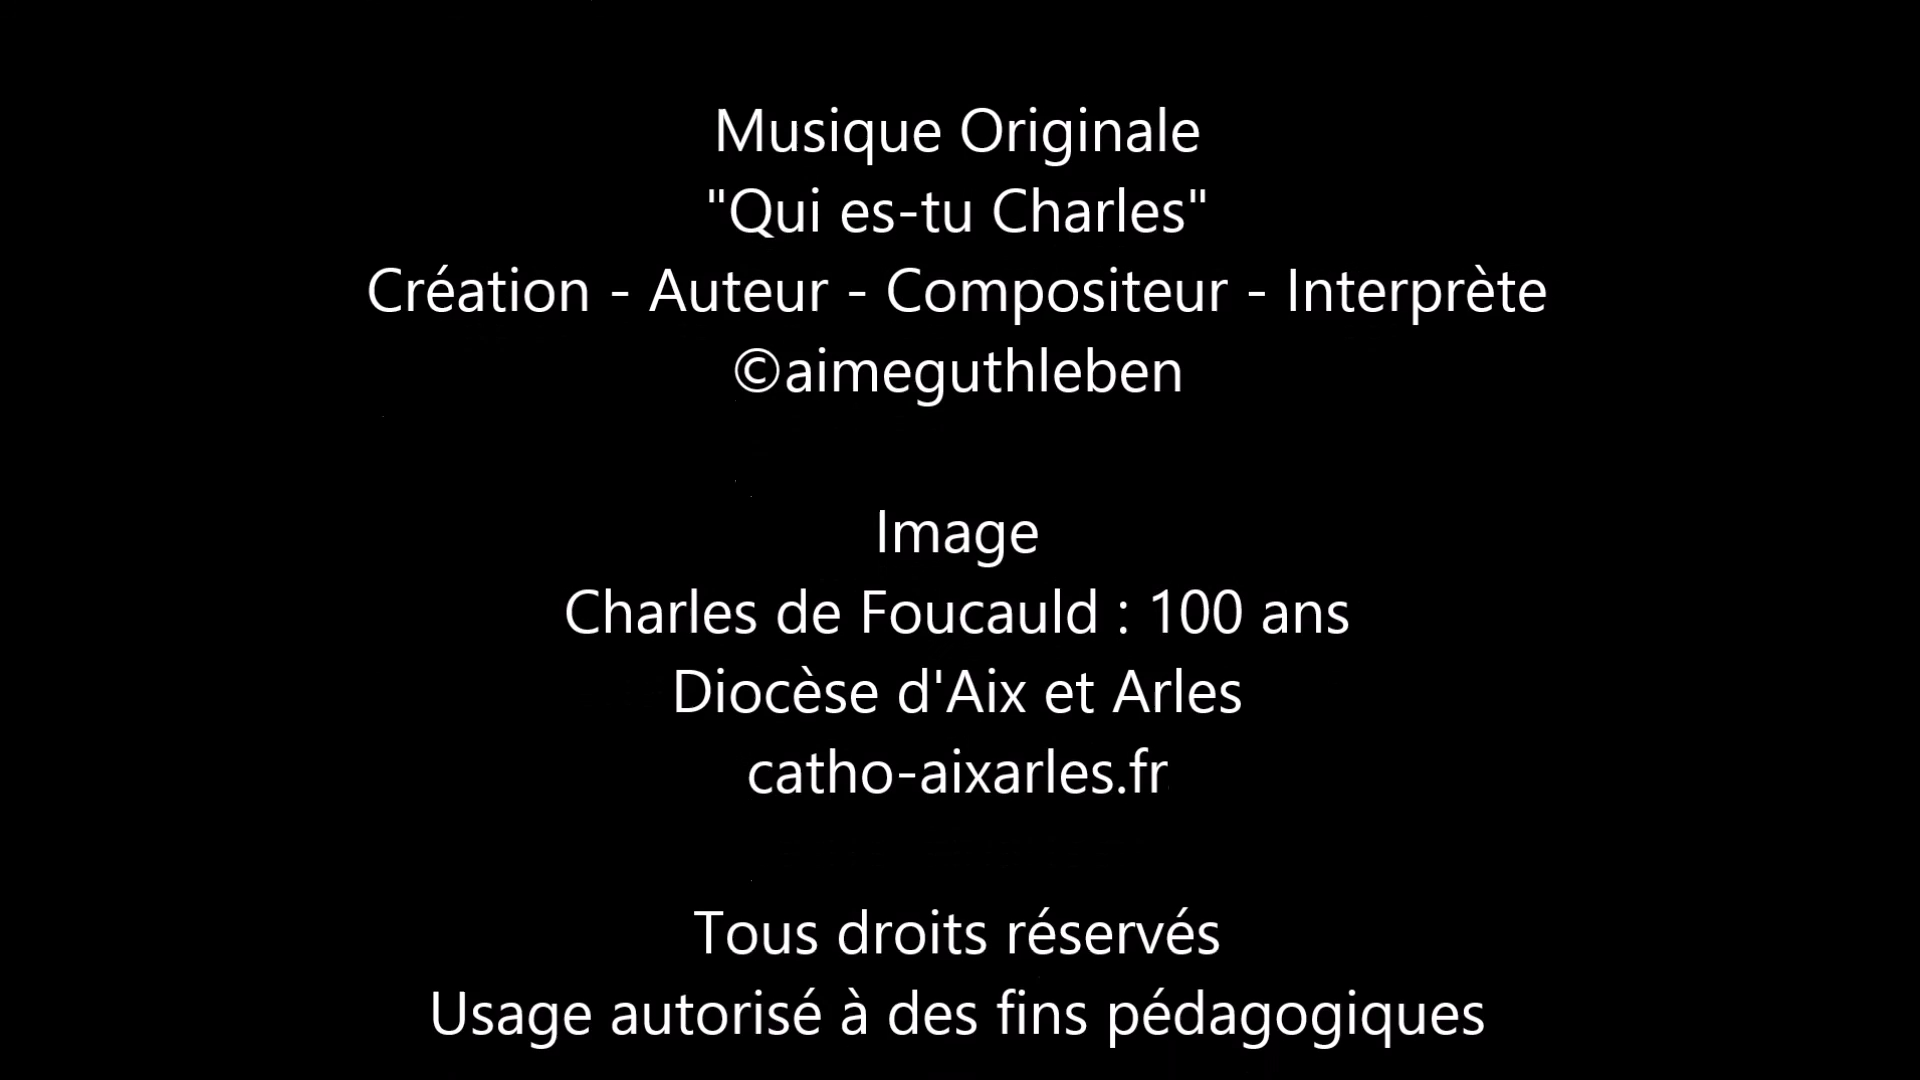 Musique Originale
"Qui es-tu Charles"
Création - Auteur - Compositeur - Interprète
©aimeguthleben
Image
Charles de Foucauld : 100 ans
Diocèse d'Aix et Arles
catho-aixarles.fr
Tous droits réservés
Usage autorisé à des fins pédagogiques